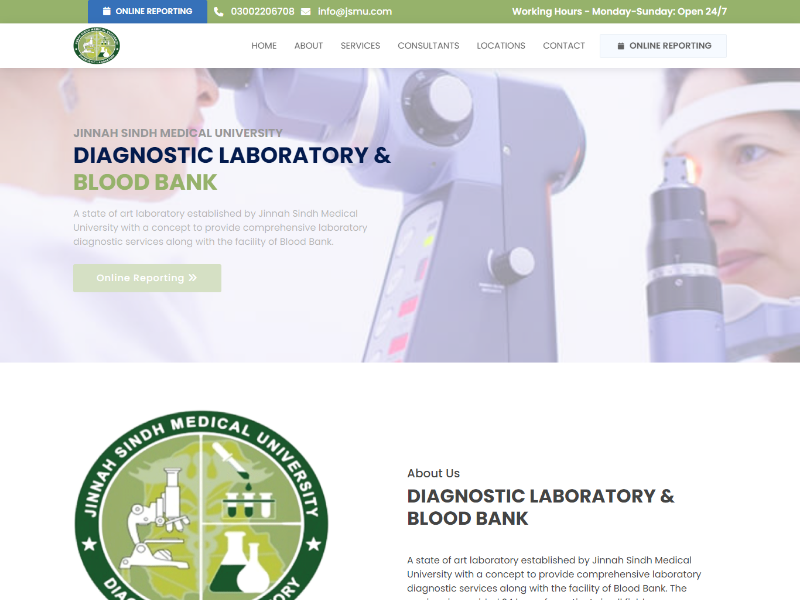 ONLINE REPORTING 03002206708 info@jsmu.com Working Hours - Monday-Sunday: Open 24/7
HOME ABOUT SERVICES CONSULTANTS LOCATIONS CONTACT ONLINE REPORTING
JINNAH SINDH MEDICAL UNIVERSITY
DIAGNOSTIC LABORATORY &
BLOOD BANK
A state of art laboratory established by Jinnah Sindh Medical
University with a concept to provide comprehensive laboratory
diagnostic services along with the facility of Blood Bank.
Online Reporting »
JINNAH SINDH MEDICAL UNIVERSITY
About Us
DIAGNOSTIC LABORATORY &
BLOOD BANK
A state of art laboratory established by Jinnah Sindh Medical
University with a concept to provide comprehensive laboratory
diagnostic services along with the facility of Blood Bank. The